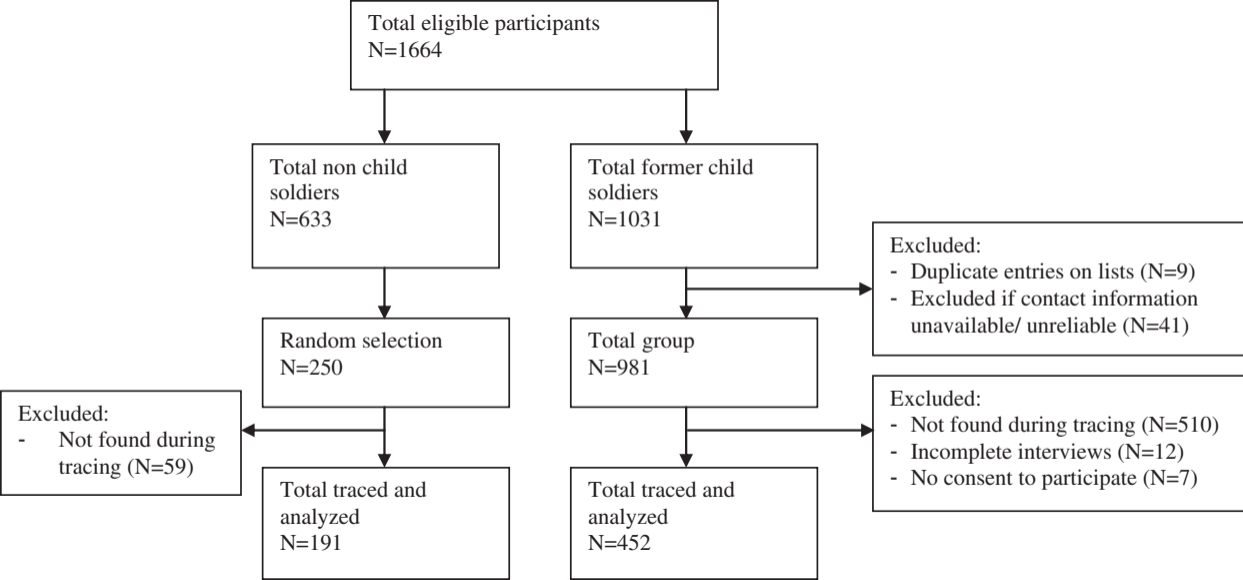 Total eligible participants
N=1664
Total non child
soldiers
N=633
Total former child
soldiers
N=1031
Excluded:
- Duplicate entries on lists (N=9)
- Excluded if contact information
unavailable/ unreliable (N=41)
Random selection
N=250
Total group
N=981
Excluded:
- Not found during
tracing (N=59)
Excluded:
- Not found during tracing (N=510)
- Incomplete interviews (N=12)
- No consent to participate (N=7)
Total traced and
analyzed
N=191
Total traced and
analyzed
N=452